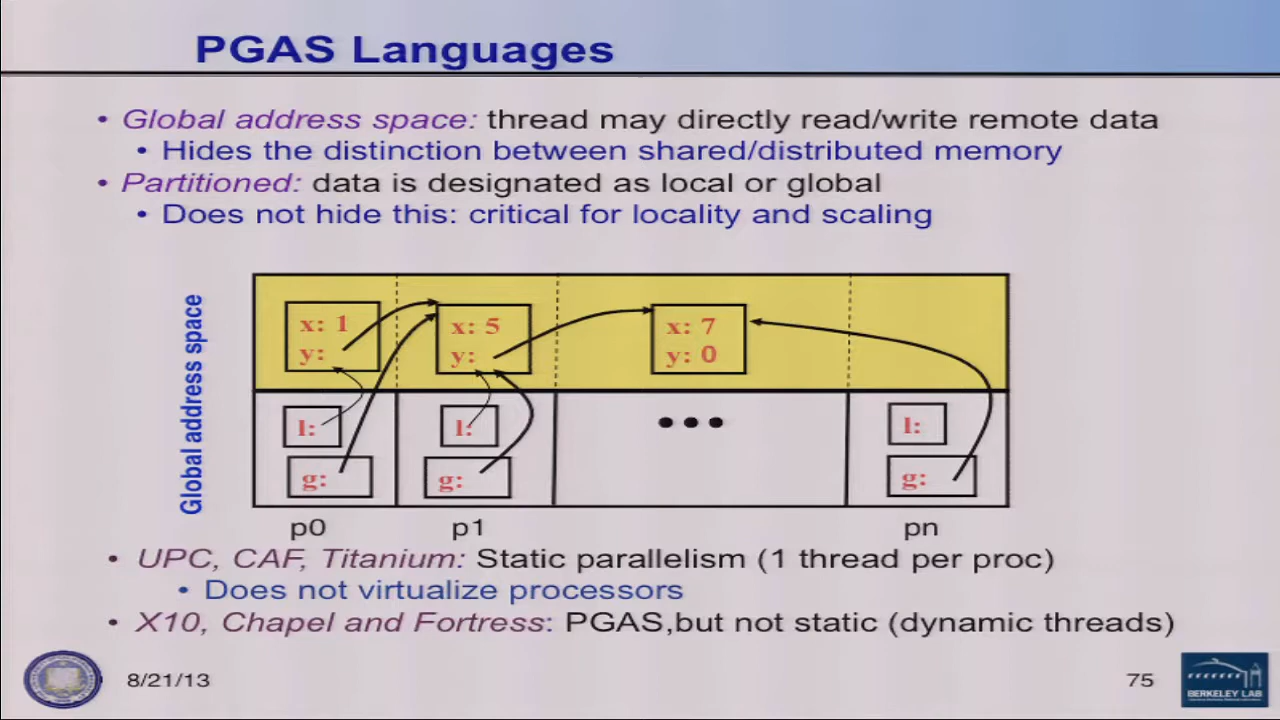 PGAS Languages
• Global address space: thread may directly read/write remote data
• Hides the distinction between shared/distributed memory
• Partitioned: data is designated as local or global
• Does not hide this: critical for locality and scaling
Global address space
x: 1
y:
x: 5
y:
x: 7
y: 0
l:
l:
l:
g:
g:
g:
p0
p1
pn
• UPC, CAF, Titanium: Static parallelism (1 thread per proc)
• Does not virtualize processors
• X10, Chapel and Fortress: PGAS,but not static (dynamic threads)
8/21/13
75
BERKELEY LAB